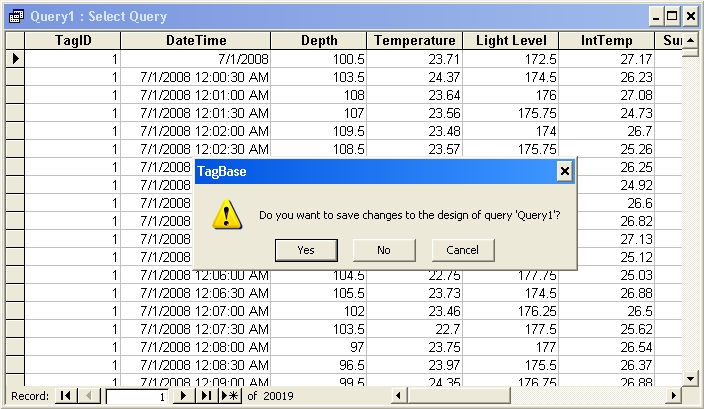 Query1 : Select Query
TagID DateTime Depth Temperature Light Level IntTemp Sur
1 7/1/2008 100.5 23.71 172.5 27.17
1 7/1/2008 12:00:30 AM 103.5 24.37 174.5 26.23
1 7/1/2008 12:01:00 AM 108 23.64 176 27.08
1 7/1/2008 12:01:30 AM 107 23.56 175.75 24.73
1 7/1/2008 12:02:00 AM 109.5 23.48 174 26.7
1 7/1/2008 12:02:30 AM 108.5 23.57 175.75 25.26
1 7/1/2008 26.25
1 7/1/2008 24.92
1 7/1/2008 26.6
1 7/1/2008 26.82
1 7/1/2008 27.13
1 7/1/2008 25.12
1 7/1/2008 12:06:00 AM 104.5 22.75 177.75 25.03
1 7/1/2008 12:06:30 AM 105.5 23.73 174.5 26.88
1 7/1/2008 12:07:00 AM 102 23.46 176.25 26.5
1 7/1/2008 12:07:30 AM 103.5 22.7 177.5 25.62
1 7/1/2008 12:08:00 AM 97 23.75 177 26.54
1 7/1/2008 12:08:30 AM 96.5 23.97 175.5 26.37
1 7/1/2008 12:09:00 AM 99.5 24.35 176.75 26.88
TagBase
Do you want to save changes to the design of query 'Query1'?
Yes No Cancel
Record: 1 of 20019